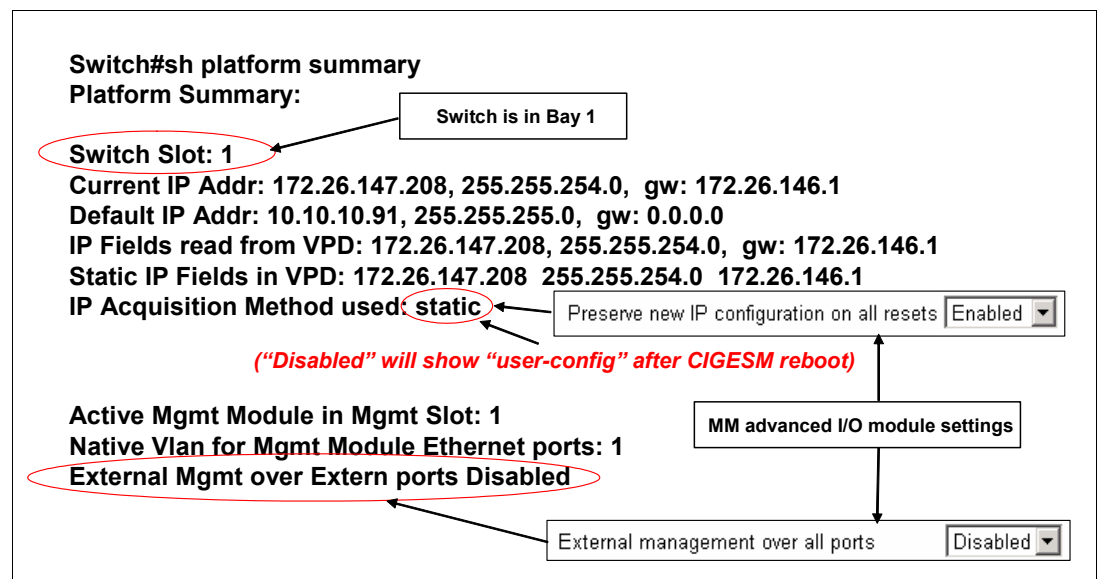 Switch#sh platform summary
Platform Summary:
Switch is in Bay 1
Switch Slot: 1
Current IP Addr: 172.26.147.208, 255.255.254.0, gw: 172.26.146.1
Default IP Addr: 10.10.10.91, 255.255.255.0, gw: 0.0.0.0
IP Fields read from VPD: 172.26.147.208, 255.255.254.0, gw: 172.26.146.1
Static IP Fields in VPD: 172.26.147.208 255.255.254.0 172.26.146.1
IP Acquisition Method used: static
Preserve new IP configuration on all resets Enabled
(“Disabled” will show “user-config” after CIGESM reboot)
Active Mgmt Module in Mgmt Slot: 1
MM advanced I/O module settings
Native Vlan for Mgmt Module Ethernet ports: 1
External Mgmt over Extern ports Disabled
External management over all ports Disabled